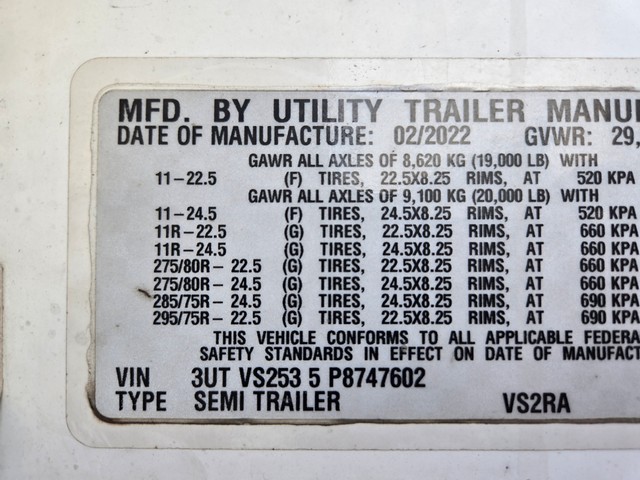 MFD. BY UTILITY TRAILER MANU
DATE OF MANUFACTURE: 02/2022 GVWR: 29,
GAWR ALL AXLES OF 8,620 KG (19,000 LB) WITH
11-22.5 (F) TIRES, 22.5X8.25 RIMS, AT 520 KPA
GAWR ALL AXLES OF 9,100 KG (20,000 LB) WITH
11-24.5 (F) TIRES, 24.5X8.25 RIMS, AT 520 KPA
11R-22.5 (G) TIRES, 22.5X8.25 RIMS, AT 660 KPA
11R-24.5 (G) TIRES, 24.5X8.25 RIMS, AT 660 KPA
275/80R-22.5 (G) TIRES, 22.5X8.25 RIMS, AT 660 KPA
275/80R-24.5 (G) TIRES, 24.5X8.25 RIMS, AT 660 KPA
285/75R-24.5 (G) TIRES, 24.5X8.25 RIMS, AT 690 KPA
295/75R-22.5 (G) TIRES, 22.5X8.25 RIMS, AT 690 KPA
THIS VEHICLE CONFORMS TO ALL APPLICABLE FEDERA
SAFETY STANDARDS IN EFFECT ON DATE OF MANUFACT
VIN 3UT VS253 5 P8747602
TYPE SEMI TRAILER VS2RA